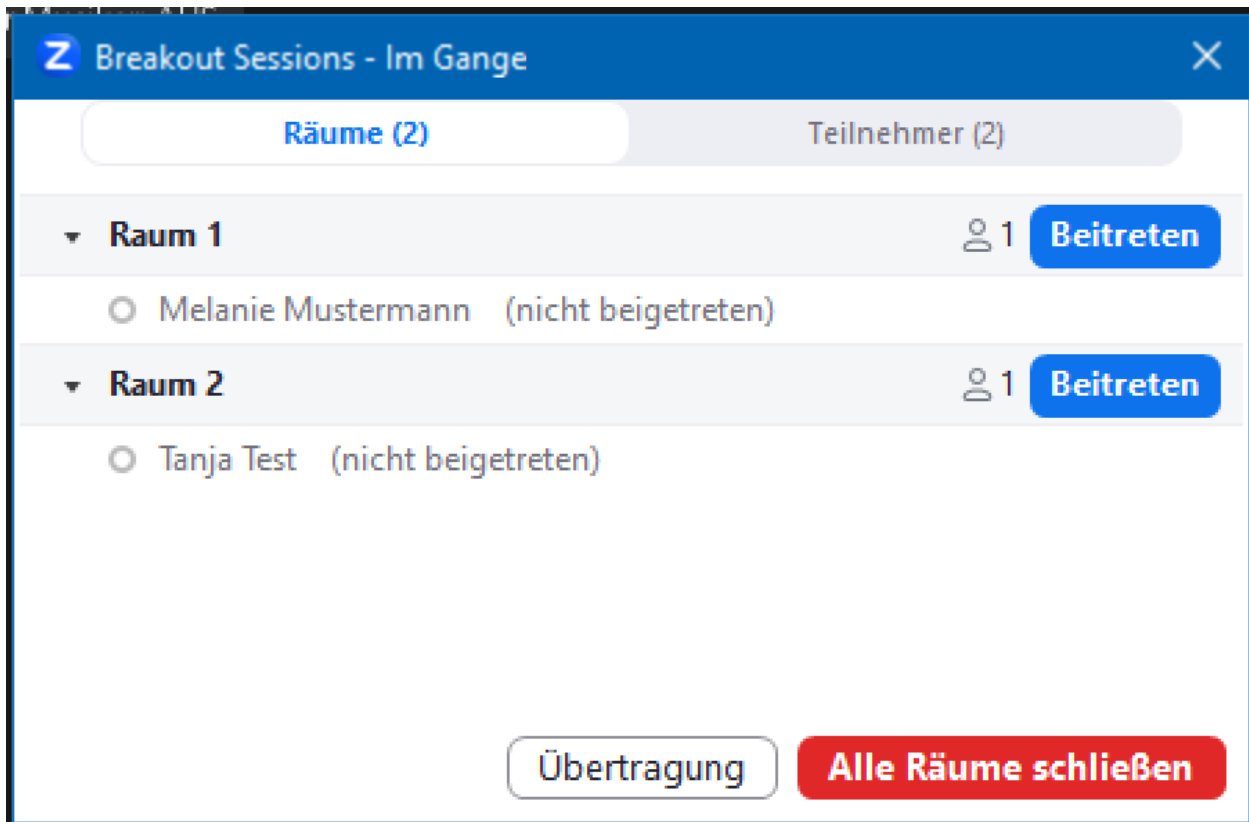 Z Breakout Sessions - Im Gange
Räume (2) Teilnehmer (2)
Raum 1 1 Beitreten
Melanie Mustermann (nicht beigetreten)
Raum 2 1 Beitreten
Tanja Test (nicht beigetreten)
Übertragung Alle Räume schließen